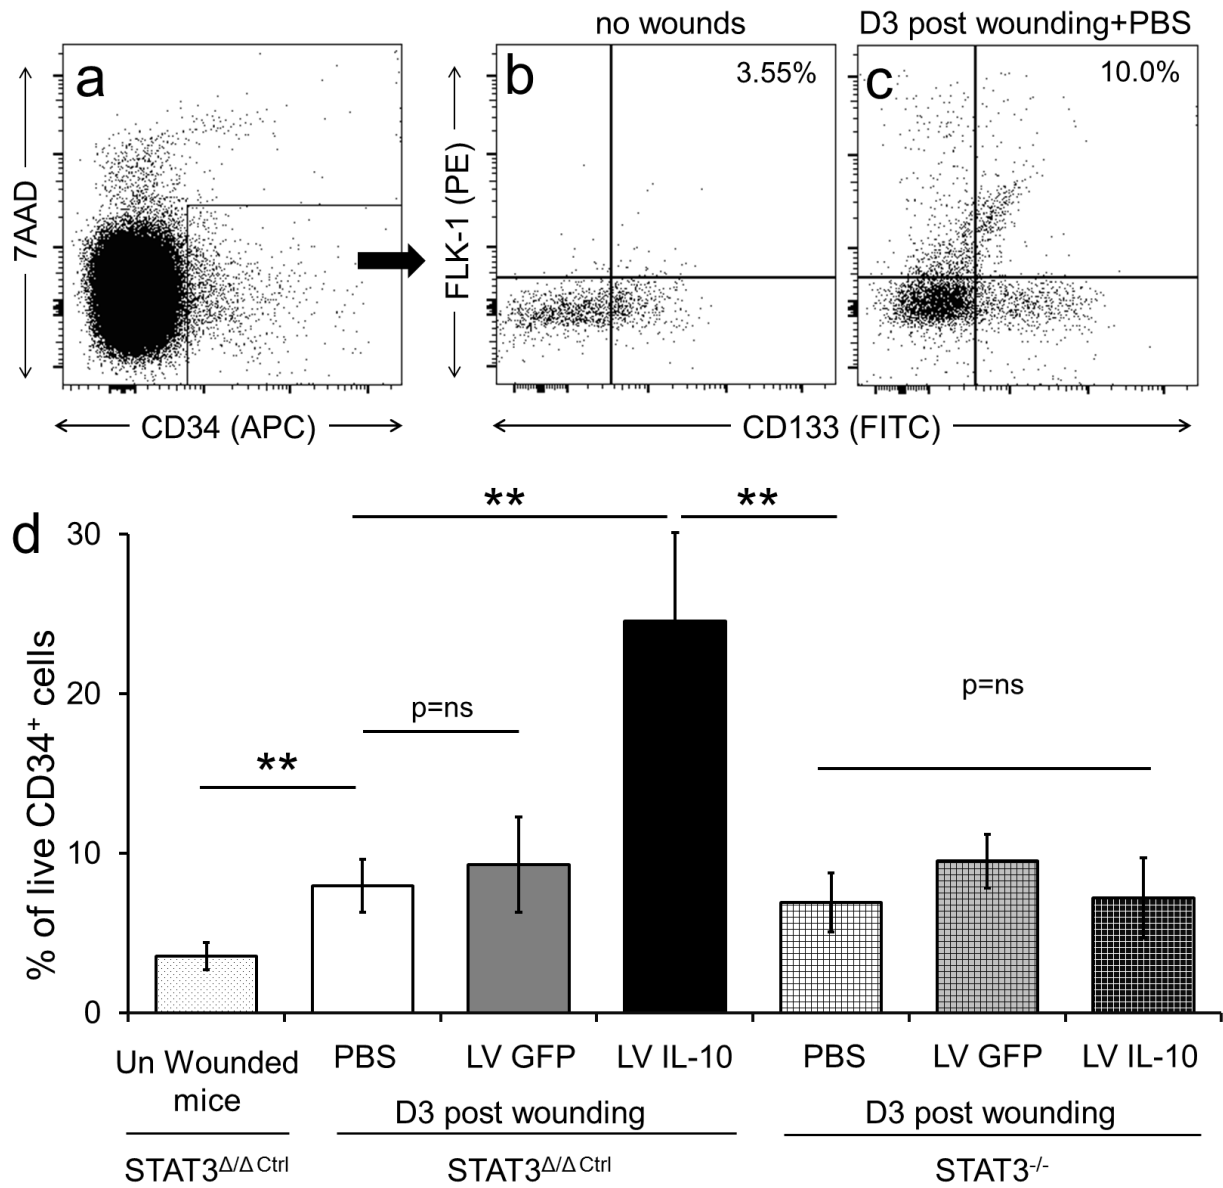 no wounds
D3 post wounding+PBS
a
b
3.55%
c
10.0%
7AAD
FLK-1 (PE)
CD34 (APC)
CD133 (FITC)
d
**
**
30
20
10
0
% of live CD34+ cells
**
p=ns
p=ns
Un Wounded
mice
PBS
LV GFP
LV IL-10
PBS
LV GFP
LV IL-10
D3 post wounding
D3 post wounding
STAT3Δ/Δ Ctrl
STAT3Δ/Δ Ctrl
STAT3-/-